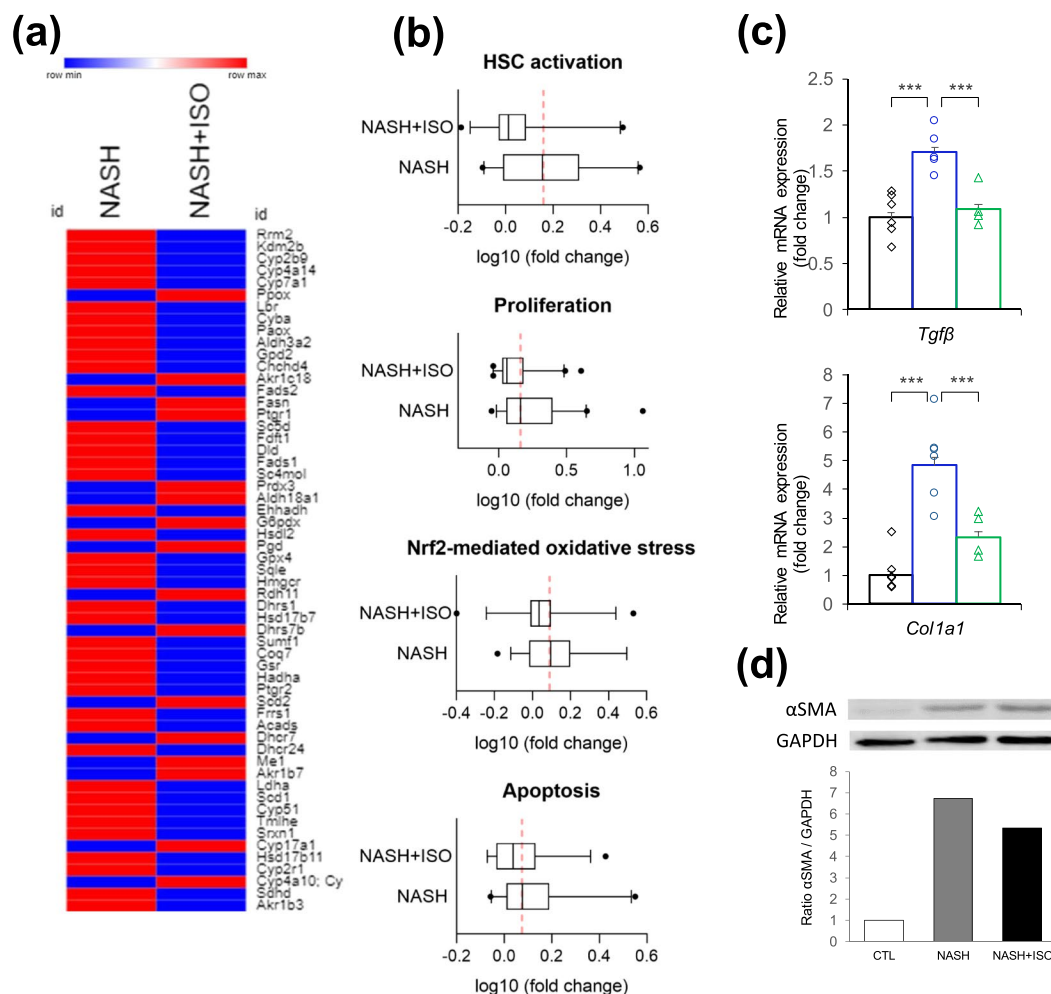 (a)
row min
row max
NASH
NASH+ISO
id
id
Rrm2
Kdm2b
Cyp2b9
Cyp4a14
Cyp7a1
Ppox
Lbr
Cyba
Paox
Aldh3a2
Gpd2
Chchd4
Akr1c18
Fads2
Fasn
Ptgr1
Sc5d
Fdft1
Dld
Fads1
Sc4mol
Prdx3
Aldh18a1
Ehhadh
G6pdx
Hsdl2
Pgd
Gpx4
Sqle
Hmgcr
Rdh11
Dhrs1
Hsd17b7
Dhrs7b
Sumf1
Coq7
Gsr
Hadha
Ptgr2
Scd2
Frrs1
Acads
Dhcr7
Dhcr24
Me1
Akr1b7
Ldha
Scd1
Cyp51
Tmlhe
Srxn1
Cyp17a1
Hsd17b11
Cyp2r1
Cyp4a10; Cy
Sdhd
Akr1b3
(b)
HSC activation
NASH+ISO
NASH
-0.2 0.0 0.2 0.4 0.6
log10 (fold change)
Proliferation
NASH+ISO
NASH
0.0 0.5 1.0
log10 (fold change)
Nrf2-mediated oxidative stress
NASH+ISO
NASH
-0.4 -0.2 0.0 0.2 0.4 0.6
log10 (fold change)
Apoptosis
NASH+ISO
NASH
-0.2 0.0 0.2 0.4 0.6
log10 (fold change)
(c)
Relative mRNA expression
(fold change)
2.5
2
1.5
1
0.5
0
*** ***
Tgfβ
Relative mRNA expression
(fold change)
8
7
6
5
4
3
2
1
0
*** ***
Col1a1
(d)
αSMA
GAPDH
Ratio αSMA / GAPDH
8
7
6
5
4
3
2
1
0
CTL NASH NASH+ISO